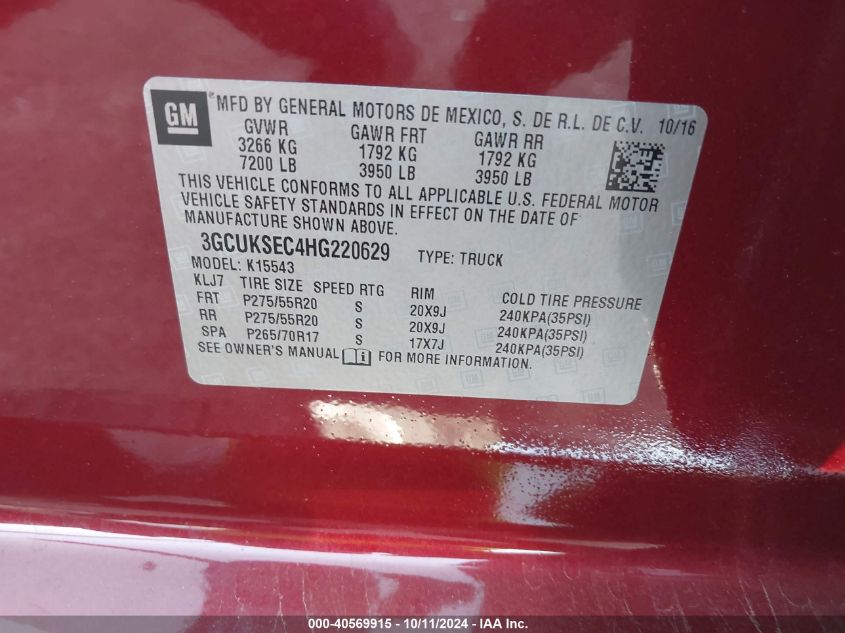 GM MFD BY GENERAL MOTORS DE MEXICO, S. DE R.L. DE C.V. 10/16
GVWR GAWR FRT GAWR RR
3266 KG 1792 KG 1792 KG
7200 LB 3950 LB 3950 LB
THIS VEHICLE CONFORMS TO ALL APPLICABLE U.S. FEDERAL MOTOR
VEHICLE SAFETY STANDARDS IN EFFECT ON THE DATE OF
MANUFACTURE SHOWN ABOVE.
3GCUKSEC4HG220629 TYPE: TRUCK
MODEL: K15543
KLJ7 TIRE SIZE SPEED RTG RIM COLD TIRE PRESSURE
FRT P275/55R20 S 20X9J 240KPA(35PSI)
RR P275/55R20 S 20X9J 240KPA(35PSI)
SPA P265/70R17 S 17X7J 240KPA(35PSI)
SEE OWNER'S MANUAL i FOR MORE INFORMATION.
000-40569915 - 10/11/2024 - IAA Inc.